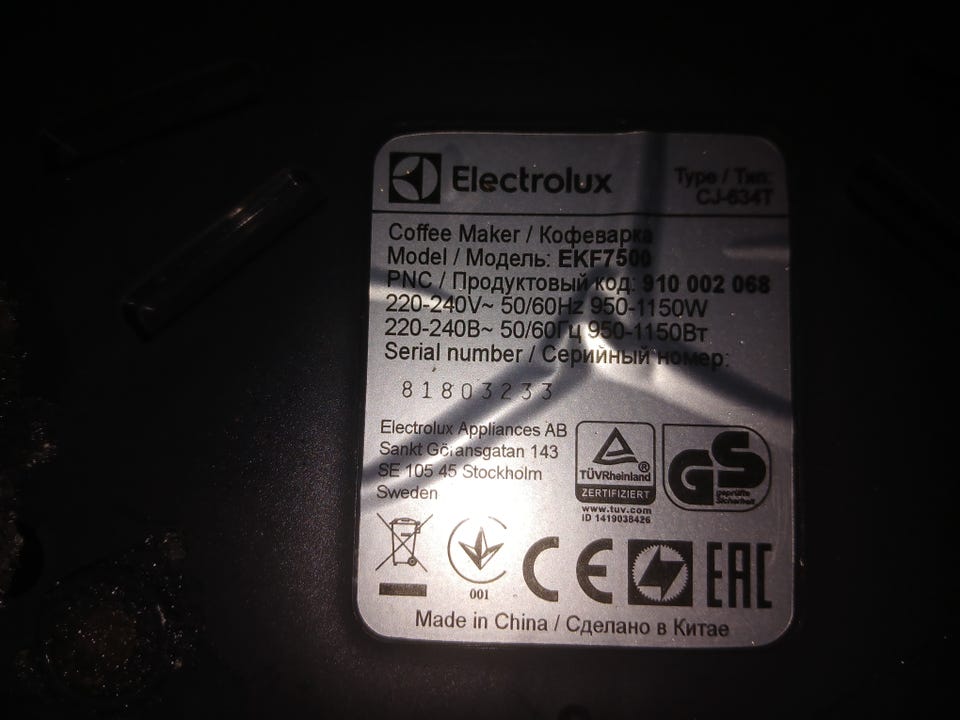 Electrolux
Type / Тип:
CJ-634T
Coffee Maker / Кофеварка
Model / Модель: EKF7500
PNC / Продуктовый код: 910 002 068
220-240V~ 50/60Hz 950-1150W
220-240В~ 50/60Гц 950-1150Вт
Serial number / Серийный номер:
81803233
Electrolux Appliances AB
Sankt Göransgatan 143
SE 105 45 Stockholm
Sweden
TÜVRheinland ®
ZERTIFIZIERT
www.tuv.com
ID 1419038426
GS
geprüfte
Sicherheit
001
CE
EAC
Made in China / Сделано в Китае